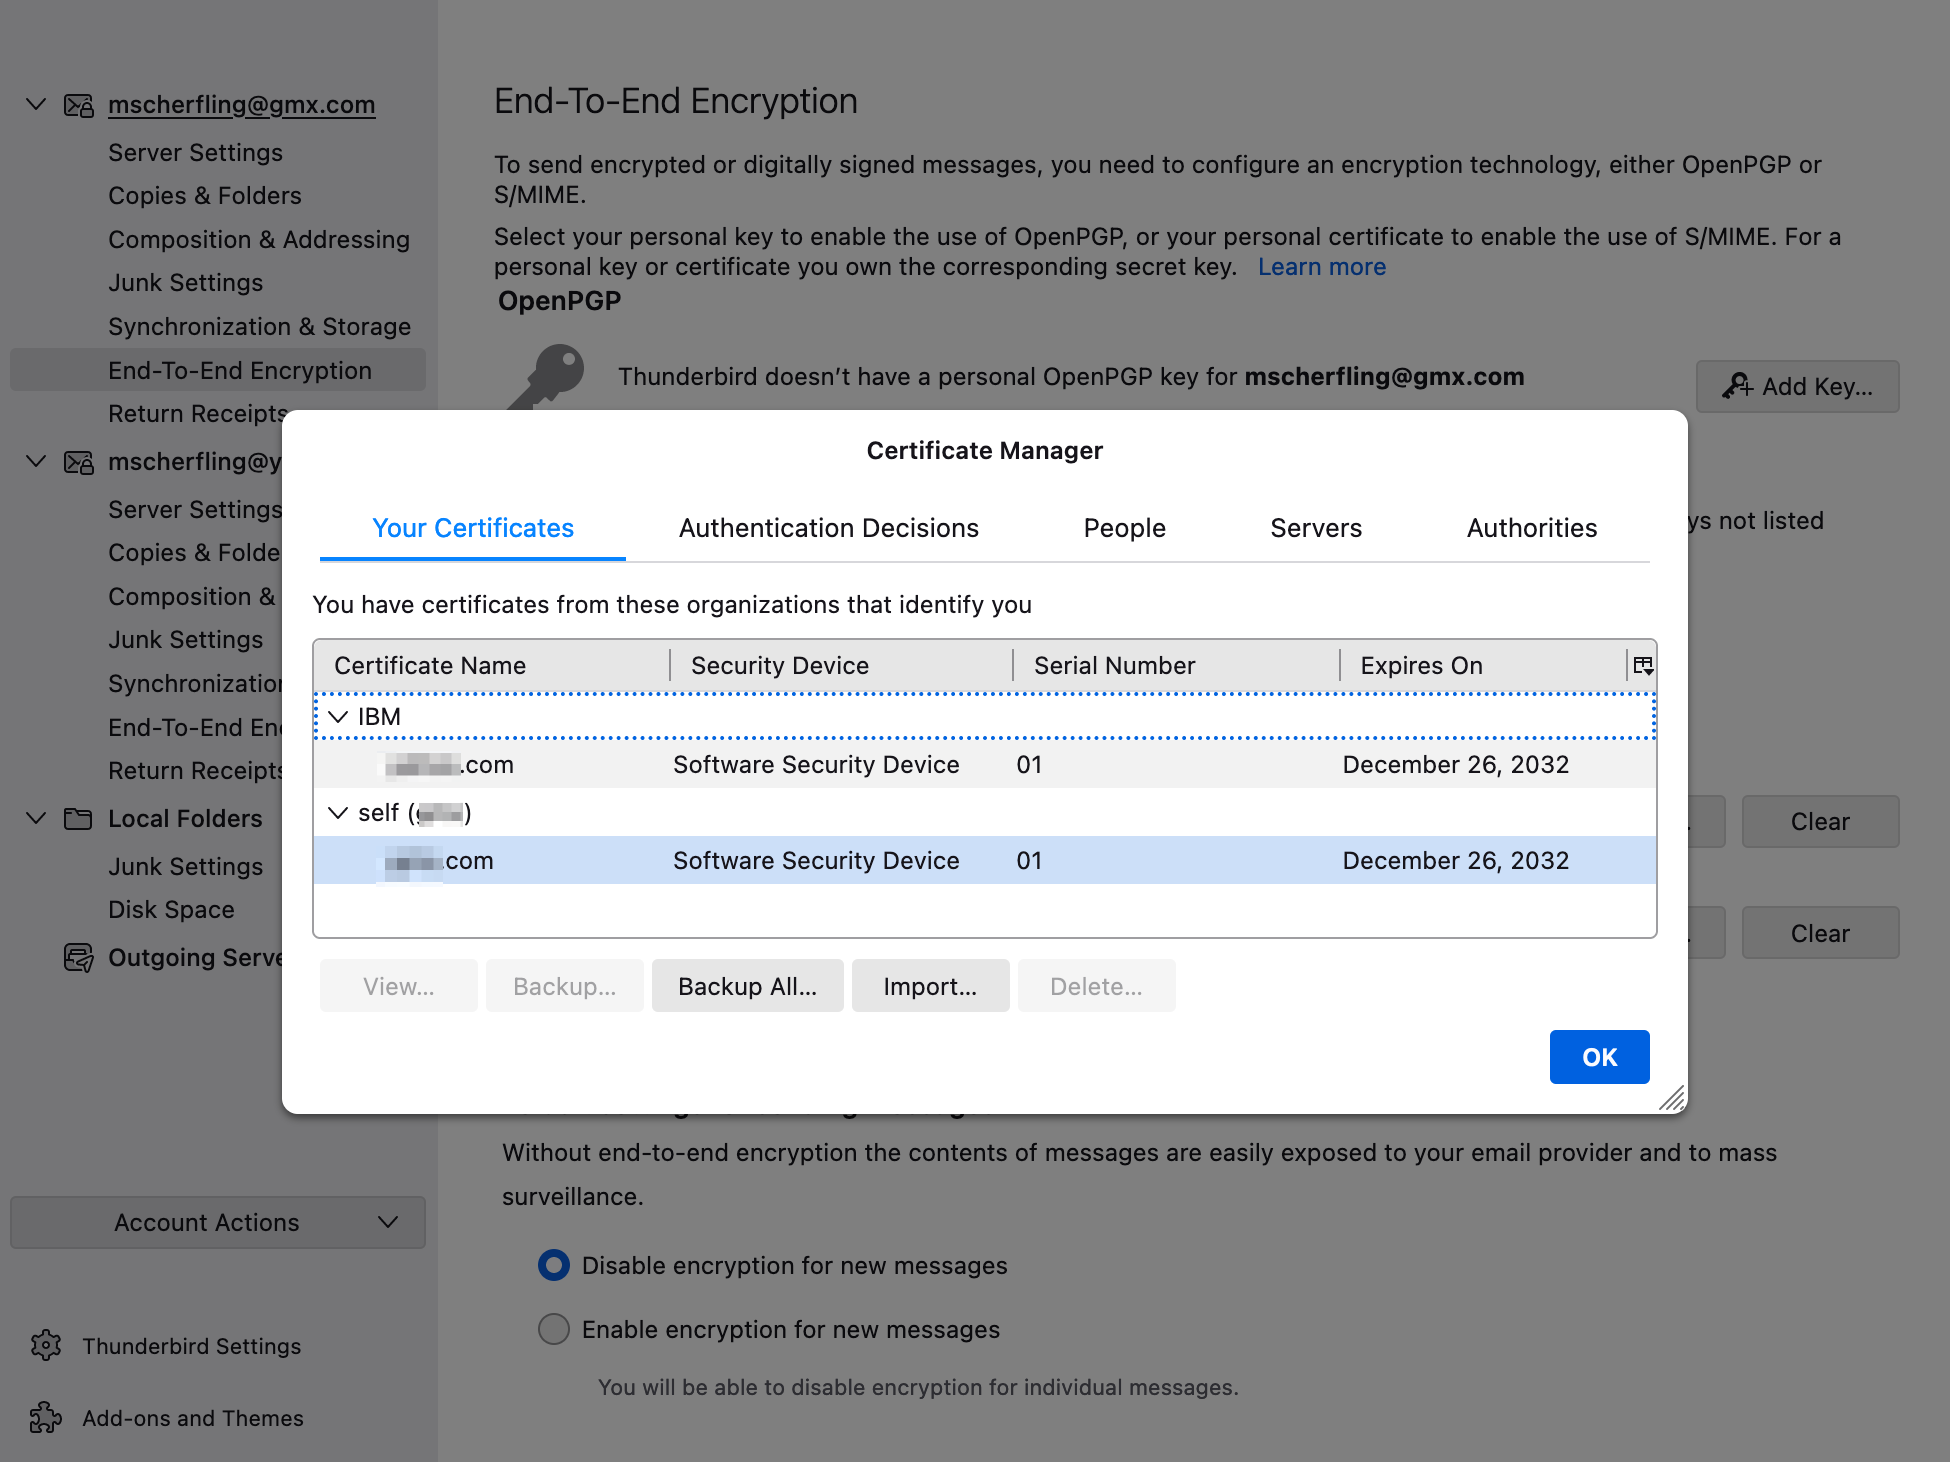 mscherfling@gmx.com
Server Settings
Copies & Folders
Composition & Addressing
Junk Settings
Synchronization & Storage
End-To-End Encryption
Return Receipts
mscherfling@y
Server Settings
Copies & Folde
Composition &
Junk Settings
Synchronization
End-To-End En
Return Receipts
Local Folders
Junk Settings
Disk Space
Outgoing Serve
Account Actions
Thunderbird Settings
Add-ons and Themes
End-To-End Encryption
To send encrypted or digitally signed messages, you need to configure an encryption technology, either OpenPGP or
S/MIME.
Select your personal key to enable the use of OpenPGP, or your personal certificate to enable the use of S/MIME. For a
personal key or certificate you own the corresponding secret key. Learn more
OpenPGP
Thunderbird doesn’t have a personal OpenPGP key for mscherfling@gmx.com
Add Key...
ys not listed
Clear
Clear
Certificate Manager
Your Certificates Authentication Decisions People Servers Authorities
You have certificates from these organizations that identify you
Certificate Name Security Device Serial Number Expires On
IBM
.com Software Security Device 01 December 26, 2032
self ( )
.com Software Security Device 01 December 26, 2032
View... Backup... Backup All... Import... Delete...
OK
Without end-to-end encryption the contents of messages are easily exposed to your email provider and to mass
surveillance.
Disable encryption for new messages
Enable encryption for new messages
You will be able to disable encryption for individual messages.